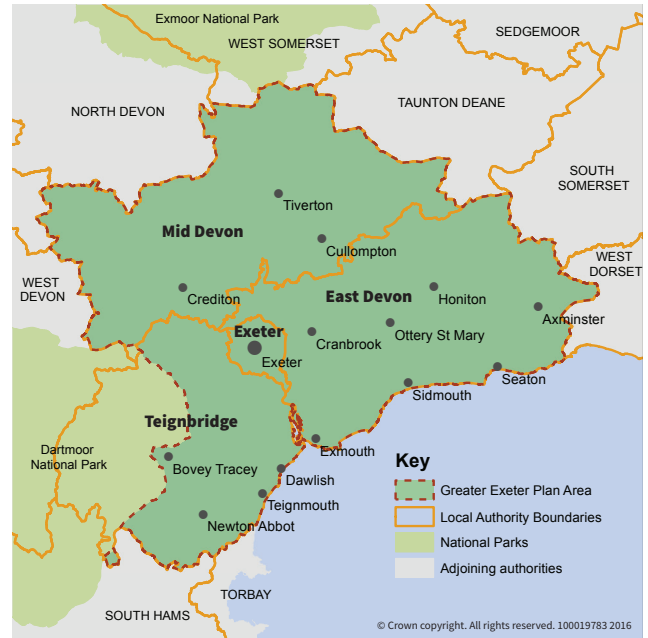 Exmoor National Park
WEST SOMERSET
SEDGEMOOR
NORTH DEVON
TAUNTON DEANE
SOUTH
SOMERSET
Tiverton
Mid Devon
Cullompton
WEST
DORSET
WEST
DEVON
Crediton
East Devon
Honiton
Axminster
Exeter
Cranbrook
Ottery St Mary
Exeter
Seaton
Sidmouth
Teignbridge
Exmouth
Dartmoor
National Park
Bovey Tracey
Dawlish
Teignmouth
Newton Abbot
TORBAY
SOUTH HAMS
Key
Greater Exeter Plan Area
Local Authority Boundaries
National Parks
Adjoining authorities
© Crown copyright. All rights reserved. 100019783 2016